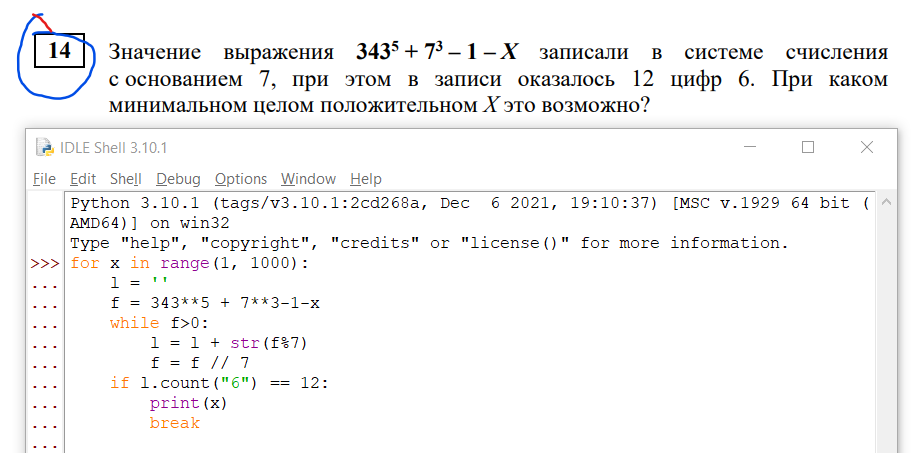 14
Значение выражения 343⁵ + 7³ – 1 – X записали в системе счисления
с основанием 7, при этом в записи оказалось 12 цифр 6. При каком
минимальном целом положительном X это возможно?
IDLE Shell 3.10.1
File Edit Shell Debug Options Window Help
Python 3.10.1 (tags/v3.10.1:2cd268a, Dec  6 2021, 19:10:37) [MSC v.1929 64 bit (
AMD64)] on win32
Type "help", "copyright", "credits" or "license()" for more information.
>>> for x in range(1, 1000):
...     l = ''
...     f = 343**5 + 7**3-1-x
...     while f>0:
...         l = l + str(f%7)
...         f = f // 7
...     if l.count("6") == 12:
...         print(x)
...         break
...